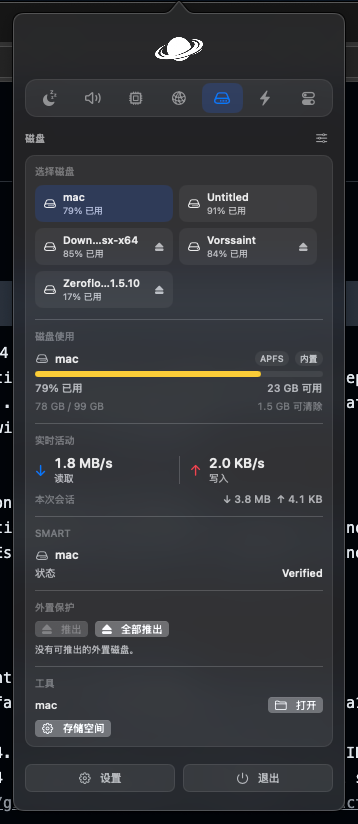 磁盘
选择磁盘
mac
79% 已用
Untitled
91% 已用
Down...sx-x64
85% 已用
Vorssaint
84% 已用
Zeroflo...1.5.10
17% 已用
磁盘使用
mac
APFS
内置
79% 已用
23 GB 可用
78 GB / 99 GB
1.5 GB 可清除
实时活动
1.8 MB/s
读取
2.0 KB/s
写入
本次会话
↓ 3.8 MB ↑ 4.1 KB
SMART
mac
状态
Verified
外置保护
推出
全部推出
没有可推出的外置磁盘。
工具
mac
打开
存储空间
设置
退出